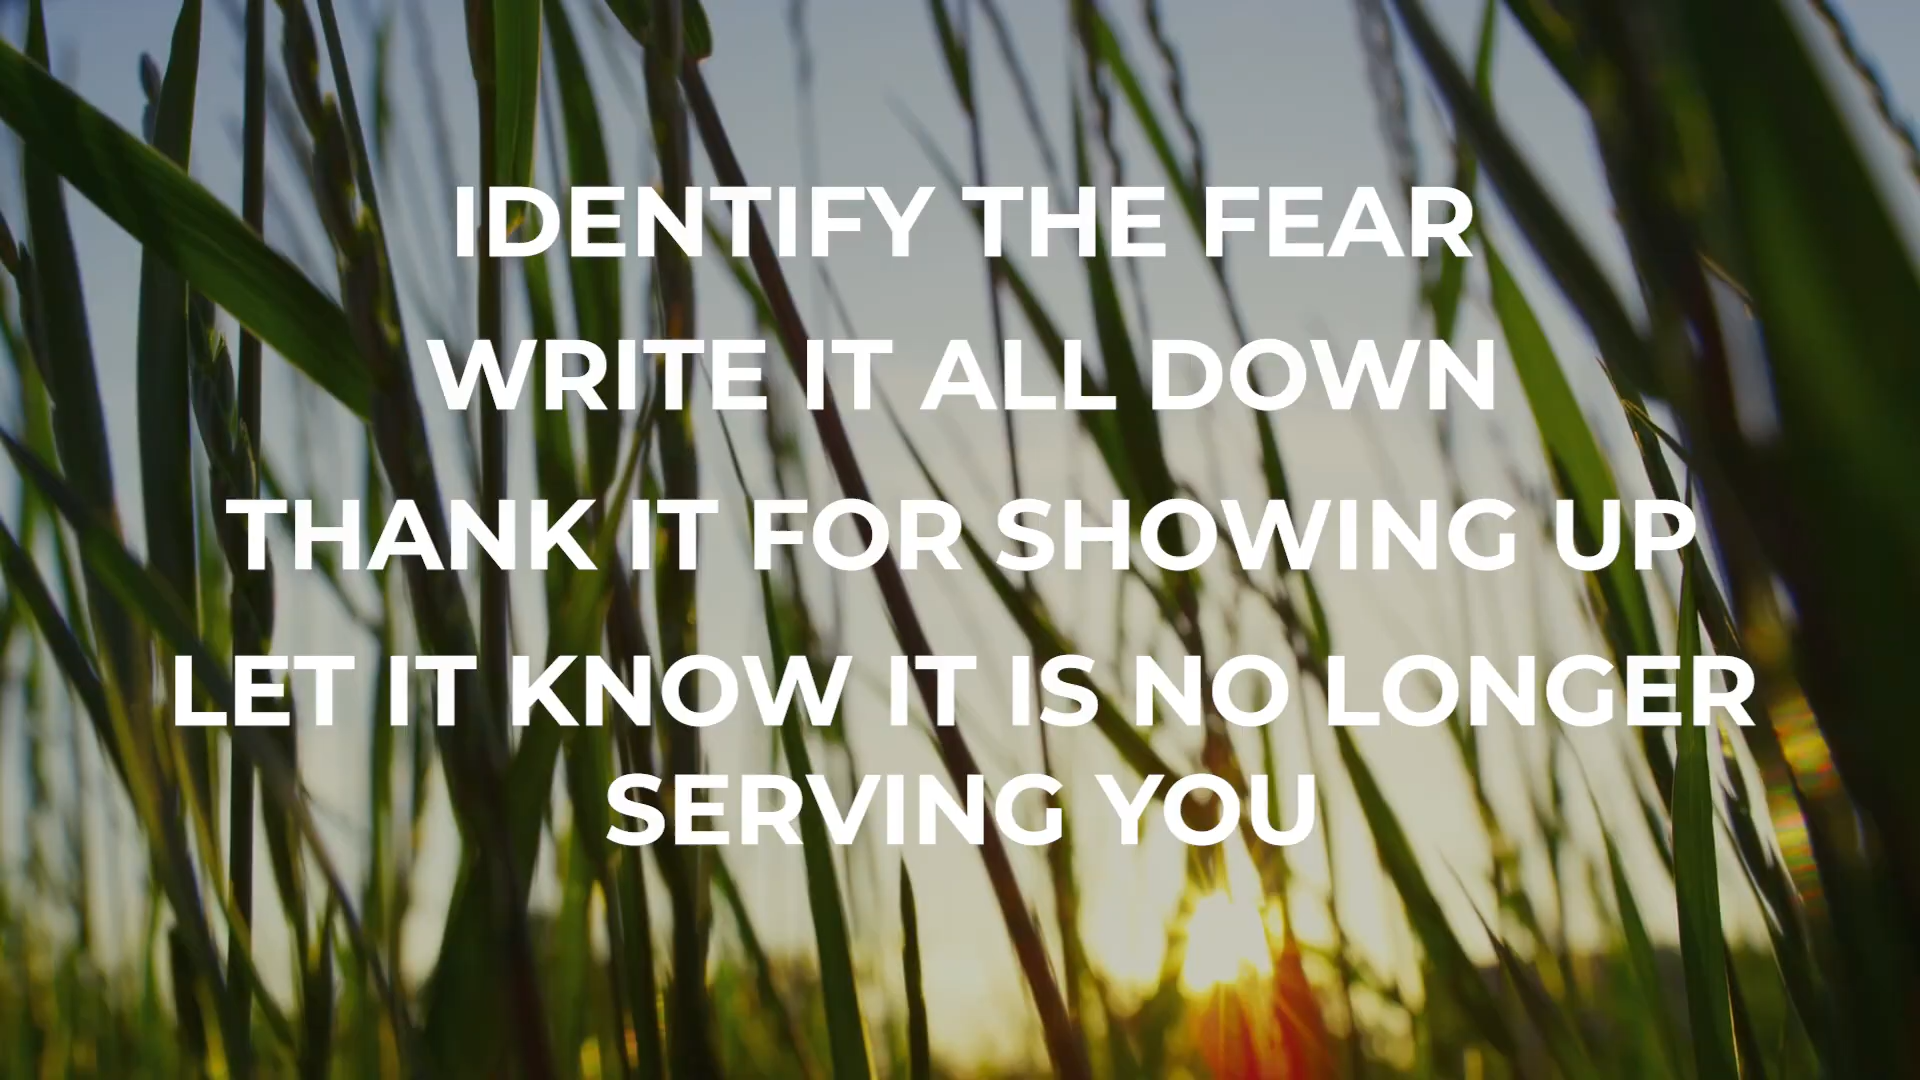 IDENTIFY THE FEAR
WRITE IT ALL DOWN
THANK IT FOR SHOWING UP
LET IT KNOW IT IS NO LONGER
SERVING YOU